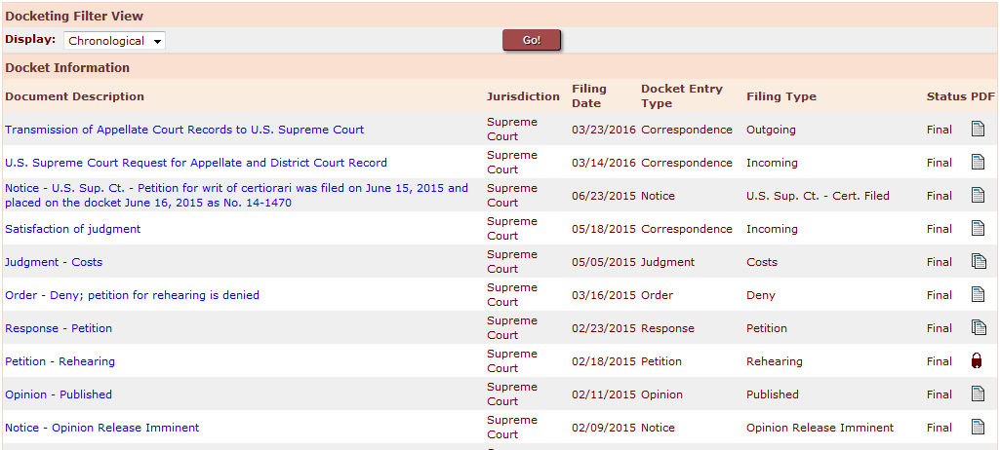 Docketing Filter View
Display: Chronological Go!
Docket Information
Document Description Jurisdiction Filing Date Docket Entry Type Filing Type Status PDF
Transmission of Appellate Court Records to U.S. Supreme Court Supreme Court 03/23/2016 Correspondence Outgoing Final
U.S. Supreme Court Request for Appellate and District Court Record Supreme Court 03/14/2016 Correspondence Incoming Final
Notice - U.S. Sup. Ct. - Petition for writ of certiorari was filed on June 15, 2015 and placed on the docket June 16, 2015 as No. 14-1470 Supreme Court 06/23/2015 Notice U.S. Sup. Ct. - Cert. Filed Final
Satisfaction of judgment Supreme Court 05/18/2015 Correspondence Incoming Final
Judgment - Costs Supreme Court 05/05/2015 Judgment Costs Final
Order - Deny; petition for rehearing is denied Supreme Court 03/16/2015 Order Deny Final
Response - Petition Supreme Court 02/23/2015 Response Petition Final
Petition - Rehearing Supreme Court 02/18/2015 Petition Rehearing Final
Opinion - Published Supreme Court 02/11/2015 Opinion Published Final
Notice - Opinion Release Imminent Supreme Court 02/09/2015 Notice Opinion Release Imminent Final